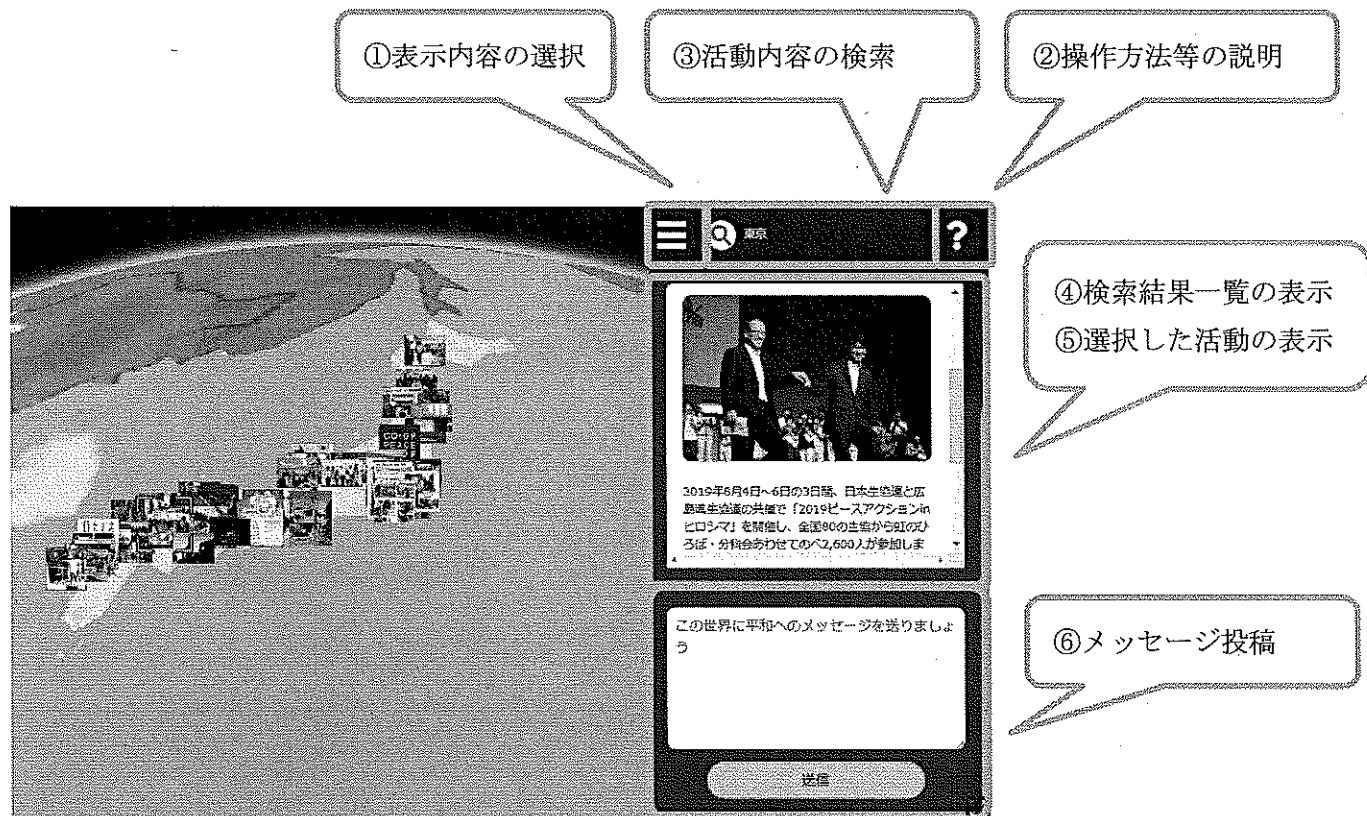 ①表示内容の選択
③活動内容の検索
②操作方法等の説明
東京
?
④検索結果一覧の表示
⑤選択した活動の表示
CO·OP
2019年8月4日~6日の3日間、日本生協連と広
島県生協連の共催で「2019ピースアクションin
ヒロシマ」を開催し、全国80の生協から虹のひ
ろば・分科会あわせてのべ2,600人が参加しま
この世界に平和へのメッセージを送りましょ
う
⑥メッセージ投稿
送信